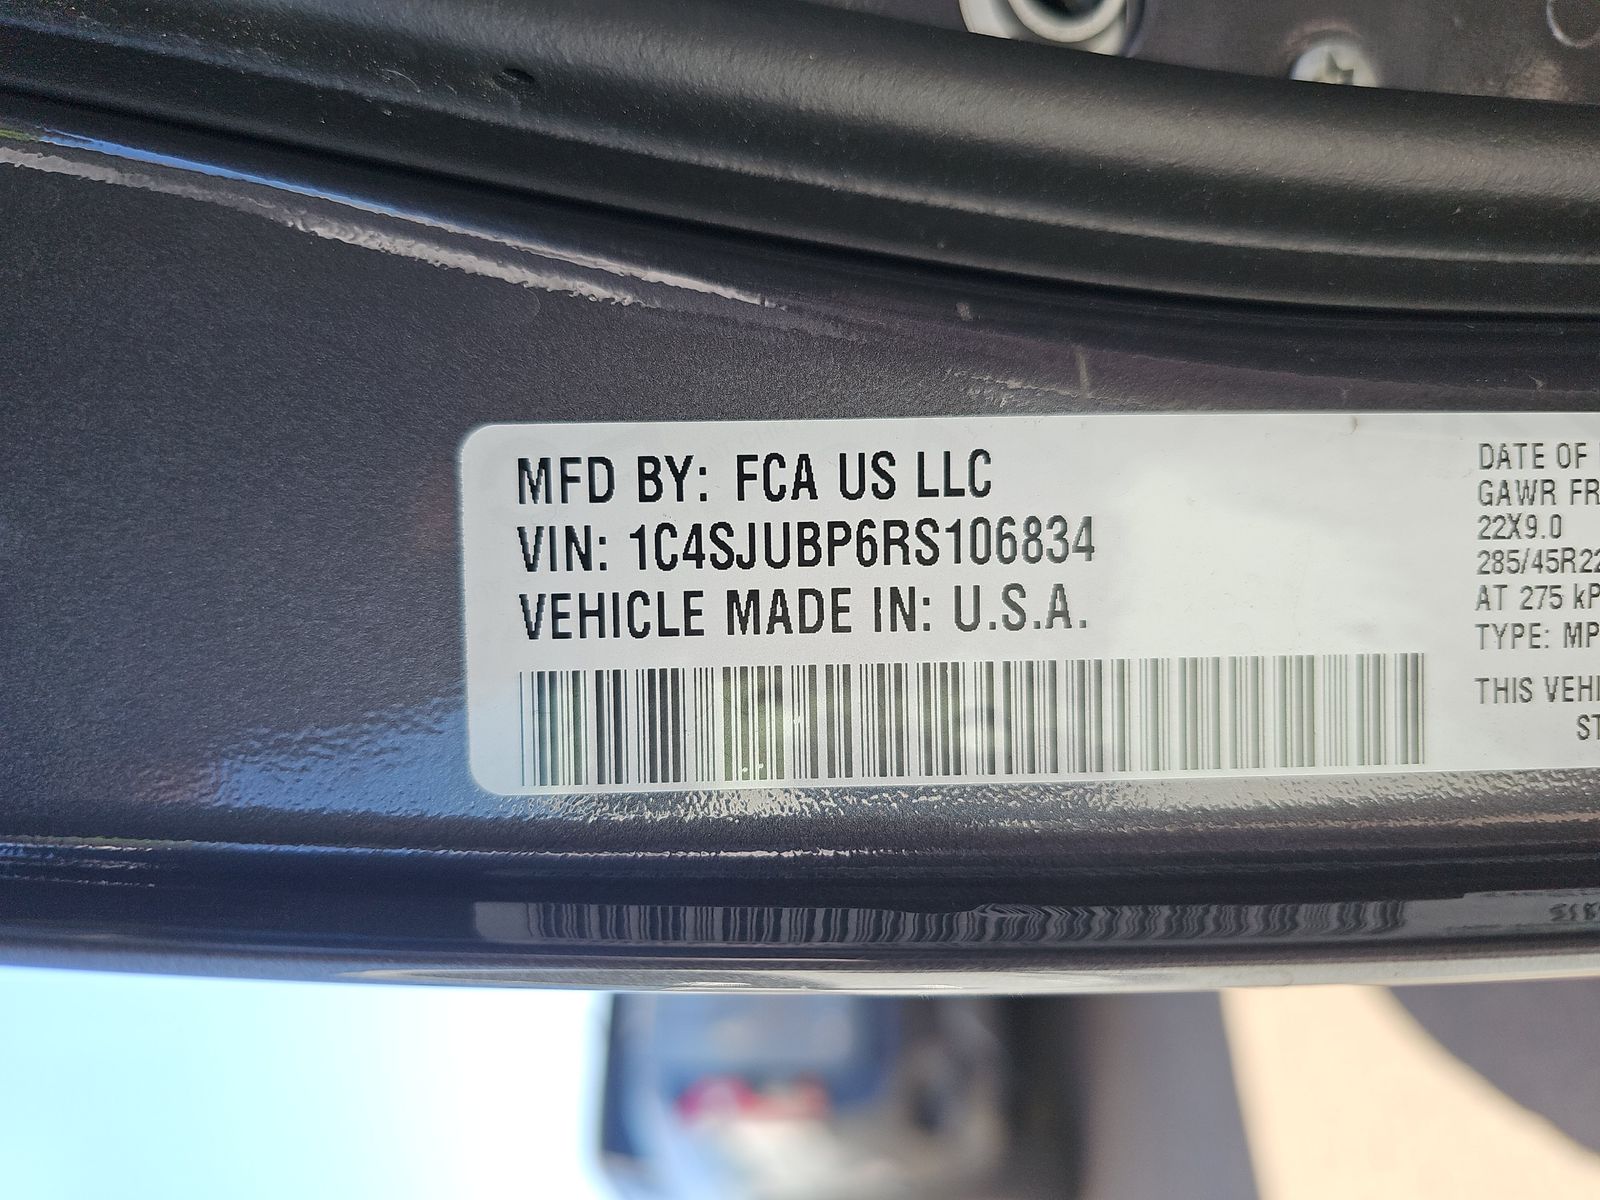 MFD BY: FCA US LLC
VIN: 1C4SJUBP6RS106834
VEHICLE MADE IN: U.S.A.
DATE OF
GAWR FR
22X9.0
285/45R22
AT 275 kP
TYPE: MP
THIS VEHI
ST